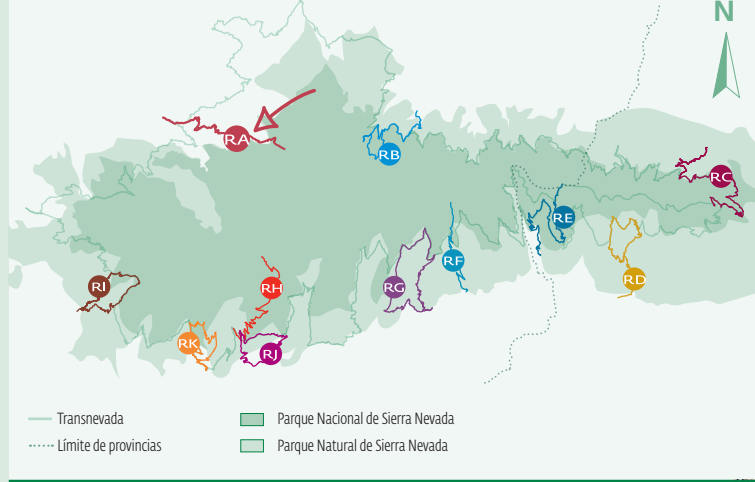 N
RA
RB
RC
RE
RF
RD
RI
RH
RG
RK
RJ
Transnevada
Parque Nacional de Sierra Nevada
Límite de provincias
Parque Natural de Sierra Nevada